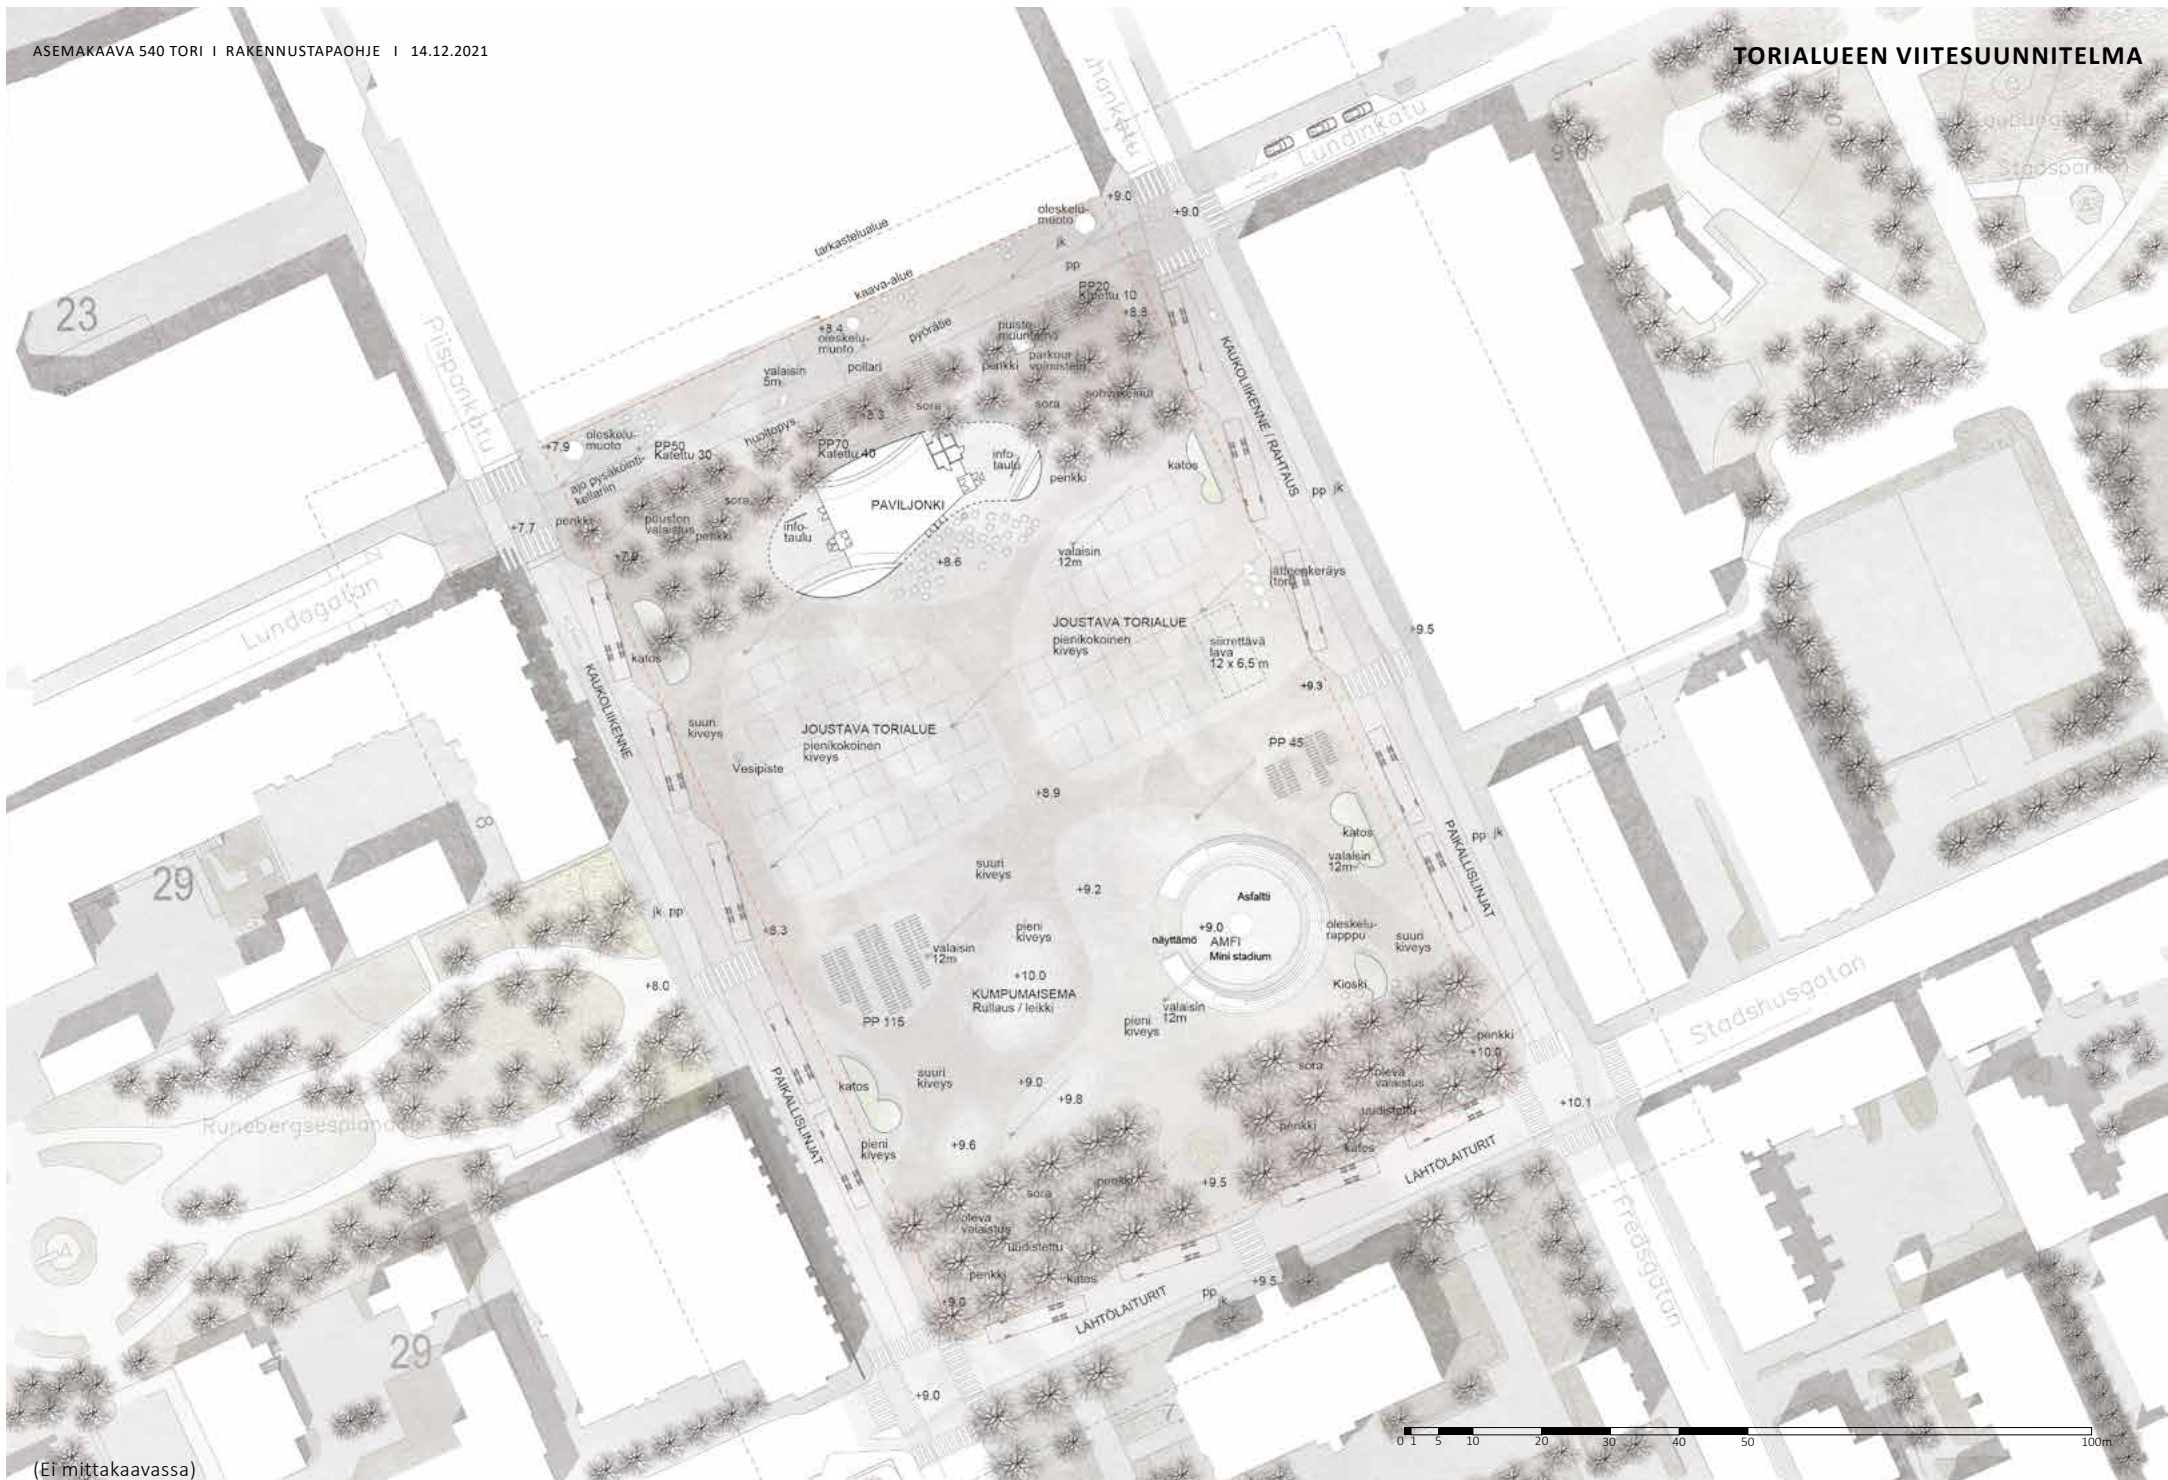 ASEMAKAAVA 540 TORI I RAKENNUSTAPAOHJE I 14.12.2021
TORIALUEEN VIITESUUNNITELMA
Lundinkatu
+9.0
+9.0
oleskelu-
muoto
jk
pp
tarkastelualue
kaava-alue
PP20
Katettu 10
+8.8
23
Piispankatu
+8.4
oleskelu-
muoto
pollari
pyörätie
puisto
muuntamo
penkki
parkour
valaisin
5m
sora
sora
huoltopys.
+8.3
+7.9
oleskelu-
muoto
PP50
Katettu 30
PP70
Katettu 40
ajo pysäköinti-
kellariin
info
taulu
penkki
katos
KAUKOLIIKENNE / RAHTAUS
pp jk
PAVILJONKI
sora
penkki
puuston
valaistus
penkki
info-
taulu
+7.7
+8.6
valaisin
12m
jätteenkeräys
(tori)
Lundagatan
JOUSTAVA TORIALUE
pienikokoinen
kiveys
siirrettävä
lava
12 x 6,5 m
+9.5
katos
+9.3
KAUKOLIIKENNE
suuri
kiveys
JOUSTAVA TORIALUE
pienikokoinen
kiveys
Vesipiste
PP 45
+8.9
8
29
katos
valaisin
12m
PAIKALLISLINJAT
pp jk
suuri
kiveys
+9.2
Asfaltti
jk pp
+8.3
pieni
kiveys
valaisin
12m
+9.0
näyttämö
AMFI
Mini stadium
oleskelu-
rapppu
suuri
kiveys
+8.0
+10.0
KUMPUMAISEMA
Rullaus / leikki
Kioski
Stadshusgatan
PP 115
pieni
kiveys
valaisin
12m
penkki
+10.0
sora
oleva
valaistus
uudistettu
katos
suuri
kiveys
+9.0
+9.8
+10.1
Runebergsesplanaden
PAIKALLISLINJAT
pieni
kiveys
+9.6
penkki
katos
LÄHTÖLAITURIT
sora
penkki
+9.5
oleva
valaistus
uudistettu
penkki
katos
+9.0
+9.5
pp
jk
LÄHTÖLAITURIT
Fredsgatan
A
29
+9.0
7
0 1 5 10 20 30 40 50 100m
(Ei mittakaavassa)